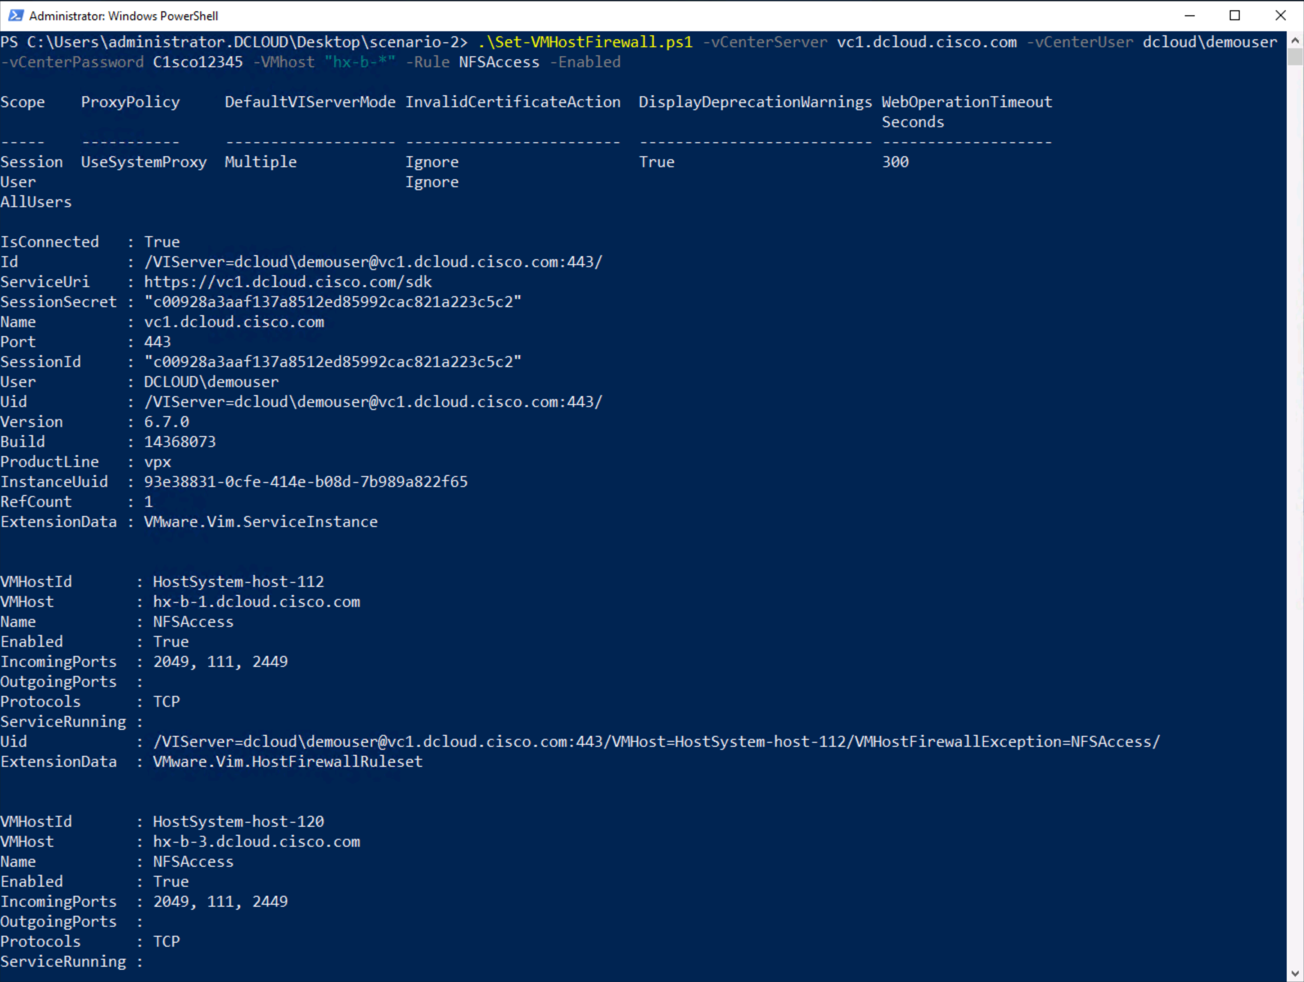 Administrator: Windows PowerShell
PS C:\Users\administrator.DCLOUD\Desktop\scenario-2> .\Set-VMHostFirewall.ps1 -vCenterServer vc1.dcloud.cisco.com -vCenterUser dcloud\demouser
-vCenterPassword C1sco12345 -VMhost "hx-b-*" -Rule NFSAccess -Enabled
Scope    ProxyPolicy     DefaultVIServerMode InvalidCertificateAction  DisplayDeprecationWarnings WebOperationTimeout
Seconds
-----    -----------     ------------------- ------------------------  -------------------------- -------------------
Session  UseSystemProxy  Multiple            Ignore                    True                       300
User                                         Ignore
AllUsers
IsConnected   : True
Id            : /VIServer=dcloud\demouser@vc1.dcloud.cisco.com:443/
ServiceUri    : https://vc1.dcloud.cisco.com/sdk
SessionSecret : "c00928a3aaf137a8512ed85992cac821a223c5c2"
Name          : vc1.dcloud.cisco.com
Port          : 443
SessionId     : "c00928a3aaf137a8512ed85992cac821a223c5c2"
User          : DCLOUD\demouser
Uid           : /VIServer=dcloud\demouser@vc1.dcloud.cisco.com:443/
Version       : 6.7.0
Build         : 14368073
ProductLine   : vpx
InstanceUuid  : 93e38831-0cfe-414e-b08d-7b989a822f65
RefCount      : 1
ExtensionData : VMware.Vim.ServiceInstance
VMHostId       : HostSystem-host-112
VMHost         : hx-b-1.dcloud.cisco.com
Name           : NFSAccess
Enabled        : True
IncomingPorts  : 2049, 111, 2449
OutgoingPorts  :
Protocols      : TCP
ServiceRunning :
Uid            : /VIServer=dcloud\demouser@vc1.dcloud.cisco.com:443/VMHost=HostSystem-host-112/VMHostFirewallException=NFSAccess/
ExtensionData  : VMware.Vim.HostFirewallRuleset
VMHostId       : HostSystem-host-120
VMHost         : hx-b-3.dcloud.cisco.com
Name           : NFSAccess
Enabled        : True
IncomingPorts  : 2049, 111, 2449
OutgoingPorts  :
Protocols      : TCP
ServiceRunning :